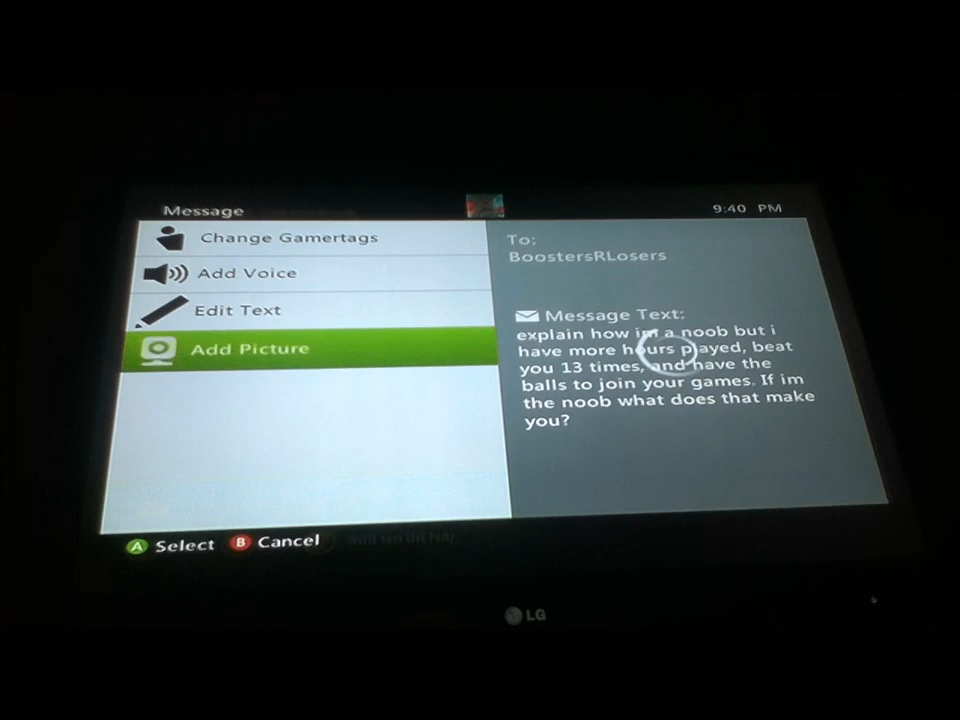 Message
9:40 PM
Change Gamertags
Add Voice
Edit Text
Add Picture
To:
BoostersRLosers
Message Text:
explain how im a noob but i
have more hours played, beat
you 13 times, and have the
balls to join your games. If im
the noob what does that make
you?
A Select B Cancel
LG